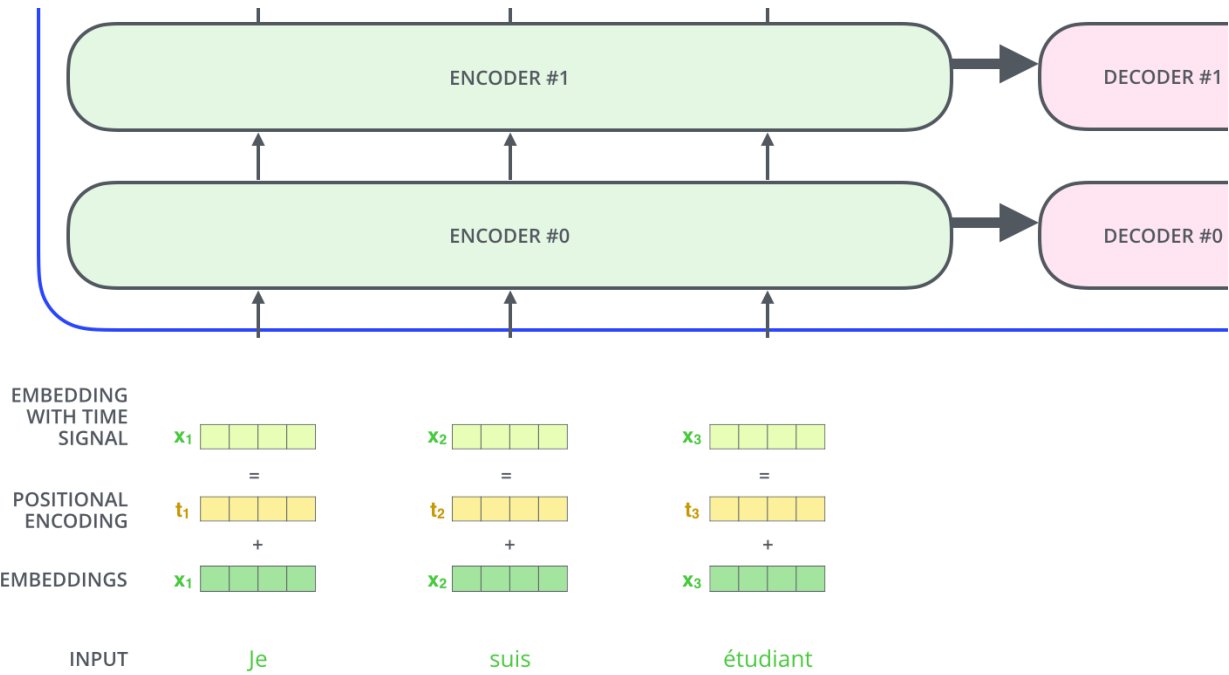 ENCODER #1
DECODER #1
ENCODER #0
DECODER #0
EMBEDDING
WITH TIME
SIGNAL
x₁ x₂ x₃
= = =
POSITIONAL
ENCODING
t₁ t₂ t₃
+ + +
EMBEDDINGS x₁ x₂ x₃
INPUT Je suis étudiant